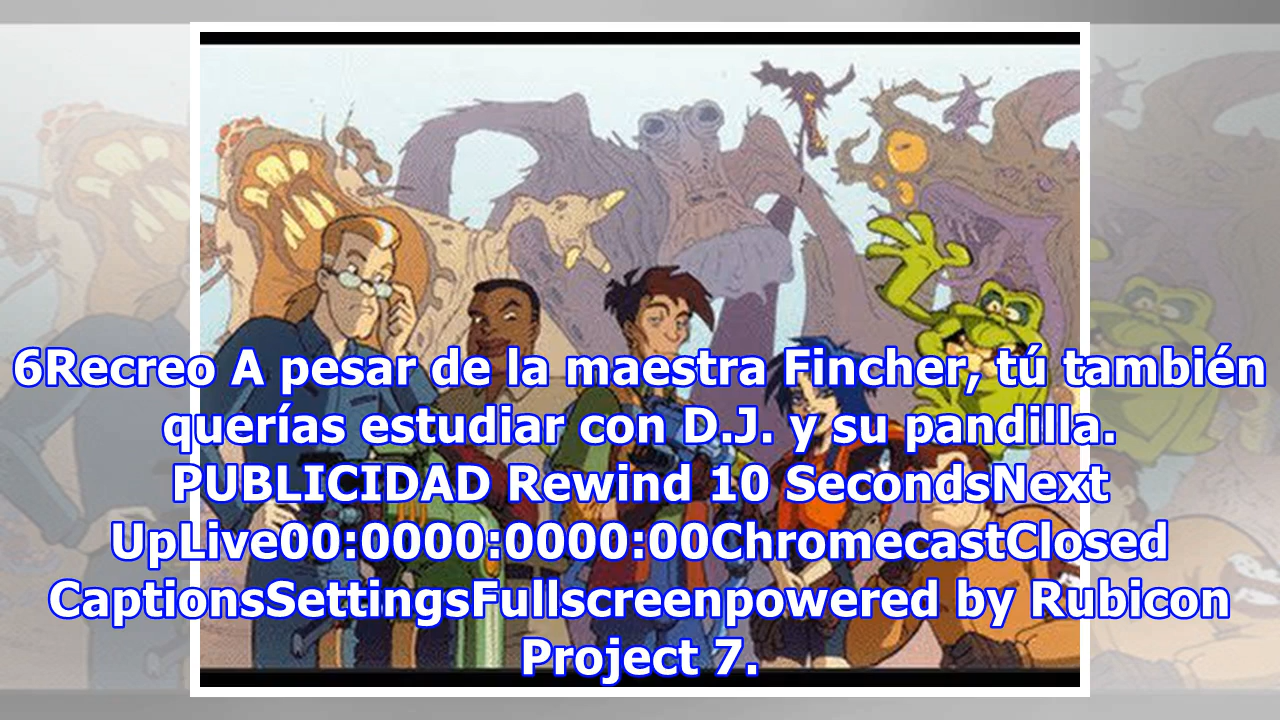 6Recreo A pesar de la maestra Fincher, tú también
querías estudiar con D.J. y su pandilla.
PUBLICIDAD Rewind 10 SecondsNext
UpLive00:0000:0000:00ChromecastClosed
CaptionsSettingsFullscreenpowered by Rubicon
Project 7.